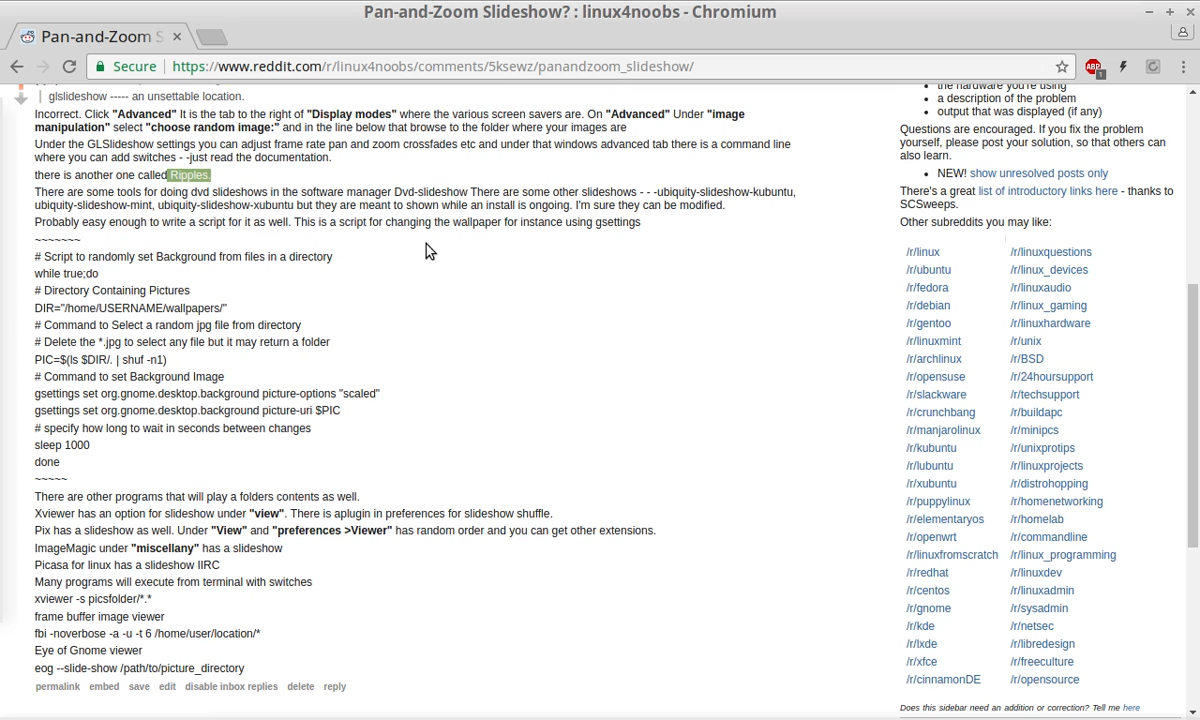 Pan-and-Zoom Slideshow? : linux4noobs - Chromium
Pan-and-Zoom S
Secure
https://www.reddit.com/r/linux4noobs/comments/5ksewz/panandzoom_slideshow/
ABP
1
glslideshow ----- an unsettable location.
Incorrect. Click "Advanced" It is the tab to the right of "Display modes" where the various screen savers are. On "Advanced" Under "image
manipulation" select "choose random image:" and in the line below that browse to the folder where your images are
Under the GLSlideshow settings you can adjust frame rate pan and zoom crossfades etc and under that windows advanced tab there is a command line
where you can add switches - -just read the documentation.
there is another one called Ripples.
There are some tools for doing dvd slideshows in the software manager Dvd-slideshow There are some other slideshows - - -ubiquity-slideshow-kubuntu,
ubiquity-slideshow-mint, ubiquity-slideshow-xubuntu but they are meant to shown while an install is ongoing. I'm sure they can be modified.
Probably easy enough to write a script for it as well. This is a script for changing the wallpaper for instance using gsettings
~~~~~~~
# Script to randomly set Background from files in a directory
while true;do
# Directory Containing Pictures
DIR="/home/USERNAME/wallpapers/"
# Command to Select a random jpg file from directory
# Delete the *.jpg to select any file but it may return a folder
PIC=$(ls $DIR/. | shuf -n1)
# Command to set Background Image
gsettings set org.gnome.desktop.background picture-options "scaled"
gsettings set org.gnome.desktop.background picture-uri $PIC
# specify how long to wait in seconds between changes
sleep 1000
done
~~~~~
There are other programs that will play a folders contents as well.
Xviewer has an option for slideshow under "view". There is aplugin in preferences for slideshow shuffle.
Pix has a slideshow as well. Under "View" and "preferences >Viewer" has random order and you can get other extensions.
ImageMagic under "miscellany" has a slideshow
Picasa for linux has a slideshow IIRC
Many programs will execute from terminal with switches
xviewer -s picsfolder/*.*
frame buffer image viewer
fbi -noverbose -a -u -t 6 /home/user/location/*
Eye of Gnome viewer
eog --slide-show /path/to/picture_directory
permalink embed save edit disable inbox replies delete reply
the hardware you're using
a description of the problem
output that was displayed (if any)
Questions are encouraged. If you fix the problem
yourself, please post your solution, so that others can
also learn.
NEW! show unresolved posts only
There's a great list of introductory links here - thanks to
SCSweeps.
Other subreddits you may like:
/r/linux /r/linuxquestions
/r/ubuntu /r/linux_devices
/r/fedora /r/linuxaudio
/r/debian /r/linux_gaming
/r/gentoo /r/linuxhardware
/r/linuxmint /r/unix
/r/archlinux /r/BSD
/r/opensuse /r/24hoursupport
/r/slackware /r/techsupport
/r/crunchbang /r/buildapc
/r/manjarolinux /r/minipcs
/r/kubuntu /r/unixprotips
/r/lubuntu /r/linuxprojects
/r/xubuntu /r/distrohopping
/r/puppylinux /r/homenetworking
/r/elementaryos /r/homelab
/r/openwrt /r/commandline
/r/linuxfromscratch /r/linux_programming
/r/redhat /r/linuxdev
/r/centos /r/linuxadmin
/r/gnome /r/sysadmin
/r/kde /r/netsec
/r/lxde /r/libredesign
/r/xfce /r/freeculture
/r/cinnamonDE /r/opensource
Does this sidebar need an addition or correction? Tell me here